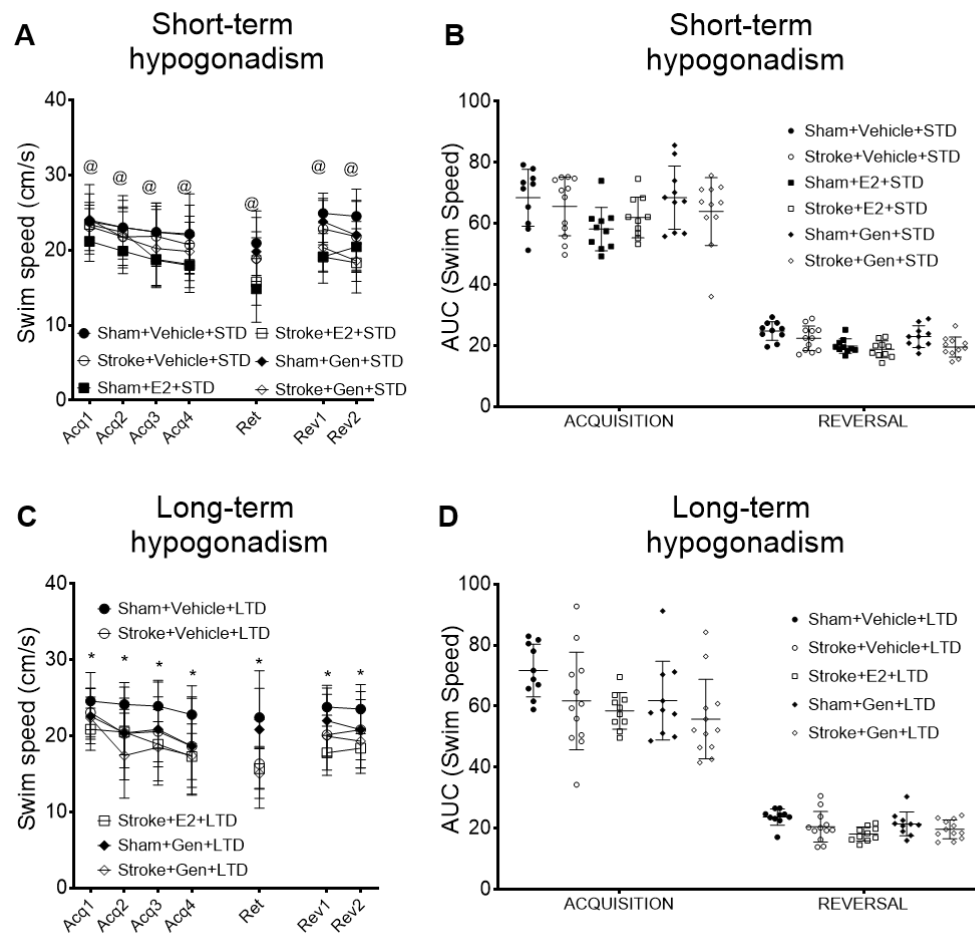 A
Short-term
hypogonadism
Swim speed (cm/s)
40
30
20
10
0
@ @ @ @ @ @ @
Sham+Vehicle+STD
Stroke+Vehicle+STD
Sham+E2+STD
Stroke+E2+STD
Sham+Gen+STD
Stroke+Gen+STD
Acq1 Acq2 Acq3 Acq4 Ret Rev1 Rev2
B
Short-term
hypogonadism
AUC (Swim Speed)
100
80
60
40
20
0
Sham+Vehicle+STD
Stroke+Vehicle+STD
Sham+E2+STD
Stroke+E2+STD
Sham+Gen+STD
Stroke+Gen+STD
ACQUISITION REVERSAL
C
Long-term
hypogonadism
Swim speed (cm/s)
40
30
20
10
0
Sham+Vehicle+LTD
Stroke+Vehicle+LTD
* * * * * * *
Stroke+E2+LTD
Sham+Gen+LTD
Stroke+Gen+LTD
Acq1 Acq2 Acq3 Acq4 Ret Rev1 Rev2
D
Long-term
hypogonadism
AUC (Swim Speed)
100
80
60
40
20
0
Sham+Vehicle+LTD
Stroke+Vehicle+LTD
Stroke+E2+LTD
Sham+Gen+LTD
Stroke+Gen+LTD
ACQUISITION REVERSAL